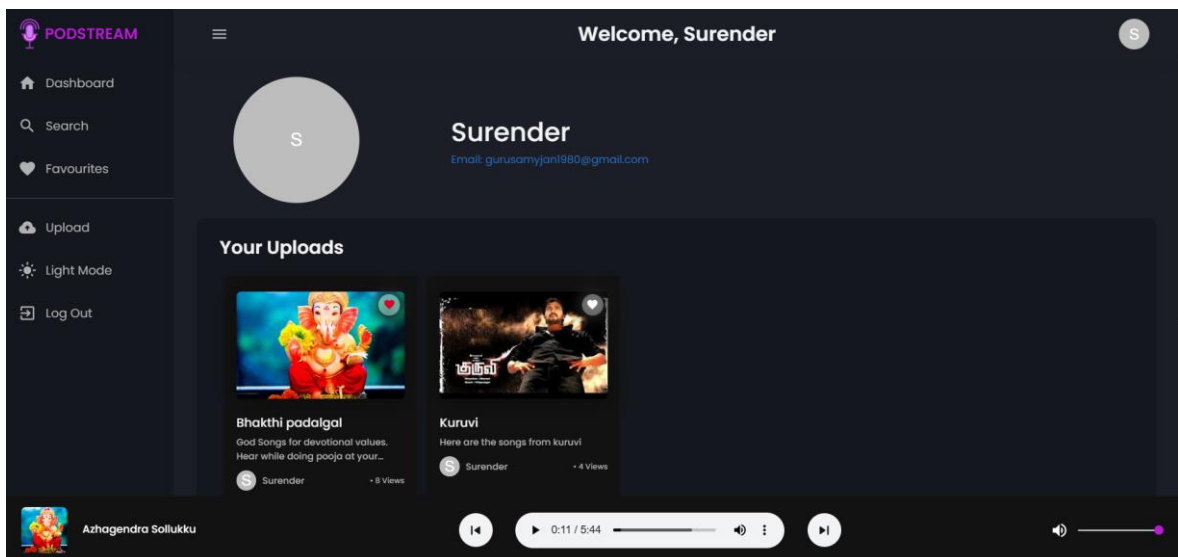 PODSTREAM
Welcome, Surender
S
Dashboard
Search
Favourites
Upload
Light Mode
Log Out
S
Surender
Email: gurusamyjan1980@gmail.com
Your Uploads
குருவி
Bhakthi padalgal
God Songs for devotional values.
Hear while doing pooja at your...
S Surender • 8 Views
Kuruvi
Here are the songs from kuruvi
S Surender • 4 Views
Azhagendra Sollukku
0:11 / 5:44